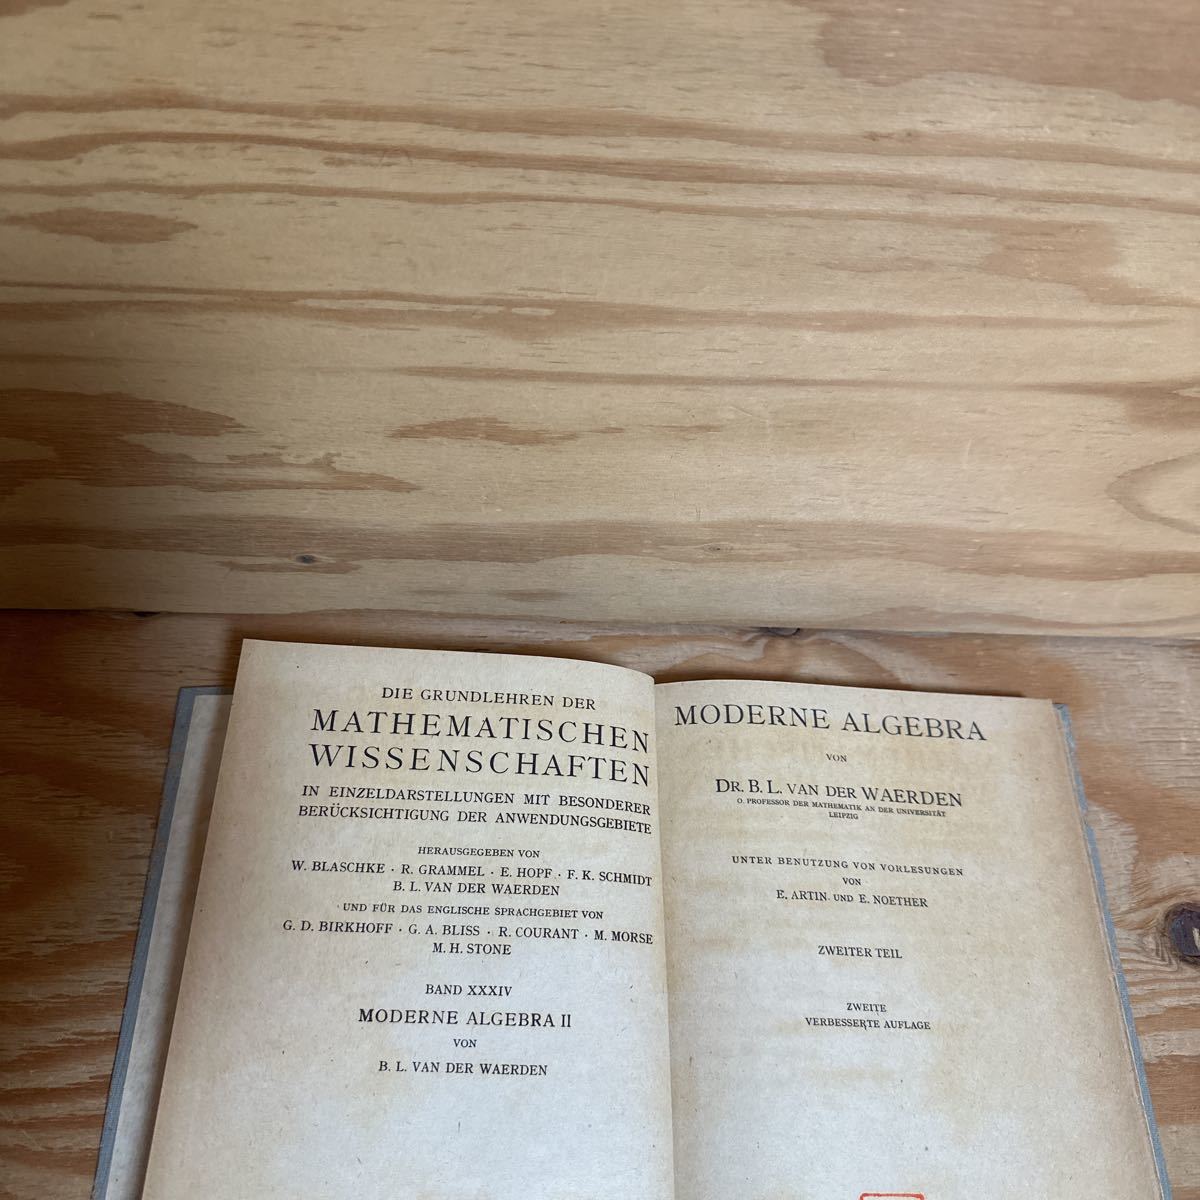 DIE GRUNDLEHREN DER
MATHEMATISCHEN
WISSENSCHAFTEN
IN EINZELDARSTELLUNGEN MIT BESONDERER
BERÜCKSICHTIGUNG DER ANWENDUNGSGEBIETE
HERAUSGEGEBEN VON
W. BLASCHKE · R. GRAMMEL · E. HOPF · F. K. SCHMIDT
B. L. VAN DER WAERDEN
UND FÜR DAS ENGLISCHE SPRACHGEBIET VON
G. D. BIRKHOFF · G. A. BLISS · R. COURANT · M. MORSE
M. H. STONE
BAND XXXIV
MODERNE ALGEBRA II
VON
B. L. VAN DER WAERDEN
MODERNE ALGEBRA
VON
DR. B. L. VAN DER WAERDEN
O. PROFESSOR DER MATHEMATIK AN DER UNIVERSITÄT
LEIPZIG
UNTER BENUTZUNG VON VORLESUNGEN
VON
E. ARTIN UND E. NOETHER
ZWEITER TEIL
ZWEITE
VERBESSERTE AUFLAGE